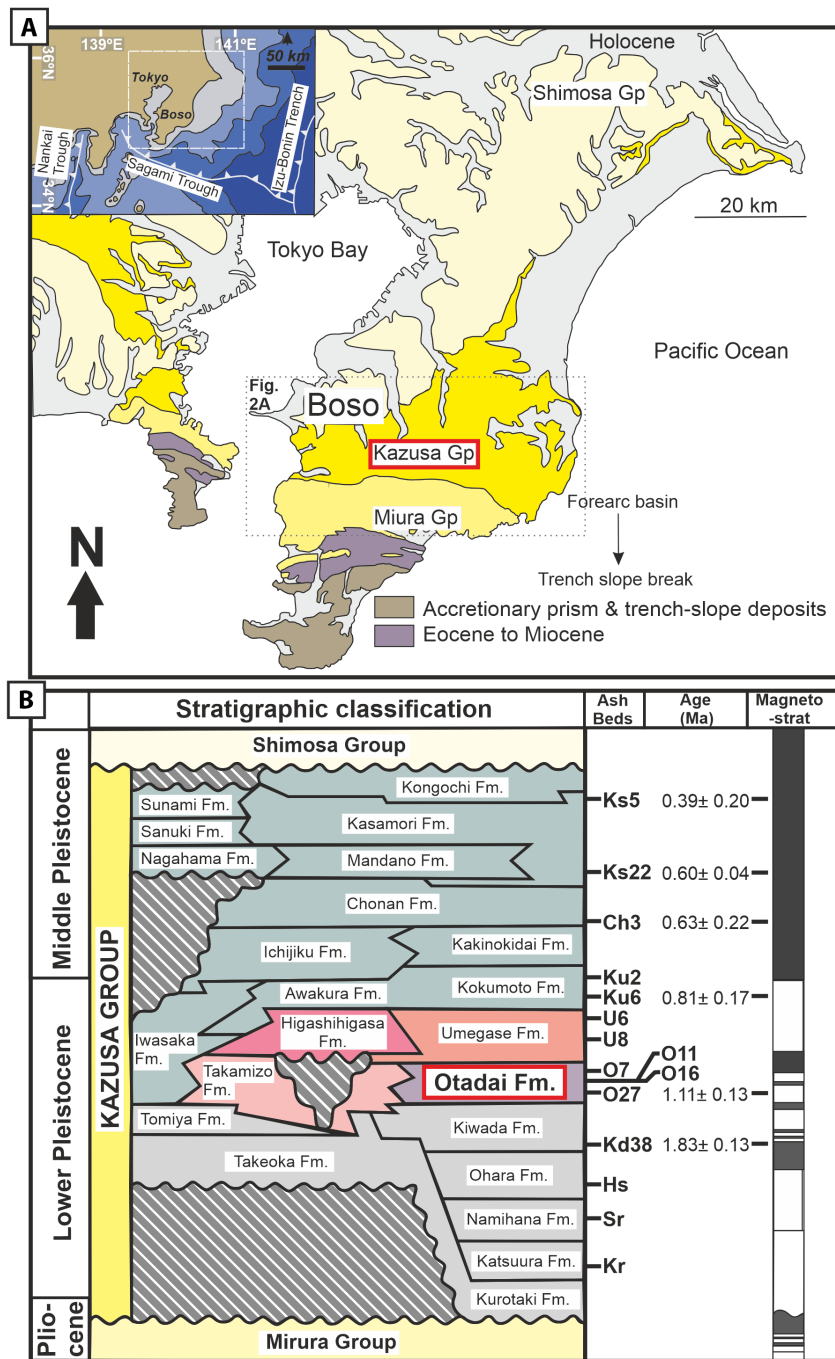 A
139ºE
141ºE
50 km
36ºN
34ºN
Tokyo
Boso
Nankai
Trough
Sagami Trough
Izu-Bonin Trench
Holocene
Shimosa Gp
20 km
Tokyo Bay
Pacific Ocean
Fig.
2A
Boso
Kazusa Gp
Miura Gp
Forearc basin
Trench slope break
N
Accretionary prism & trench-slope deposits
Eocene to Miocene
B
Stratigraphic classification
Ash
Beds
Age
(Ma)
Magneto
-strat
Middle Pleistocene
Lower Pleistocene
Plio-
cene
KAZUSA GROUP
Shimosa Group
Kongochi Fm.
Sunami Fm.
Sanuki Fm.
Kasamori Fm.
Nagahama Fm.
Mandano Fm.
Chonan Fm.
Ichijiku Fm.
Kakinokidai Fm.
Awakura Fm.
Kokumoto Fm.
Iwasaka
Fm.
Higashihigasa
Fm.
Umegase Fm.
Takamizo
Fm.
Otadai Fm.
Tomiya Fm.
Kiwada Fm.
Takeoka Fm.
Ohara Fm.
Namihana Fm.
Katsuura Fm.
Kurotaki Fm.
Mirura Group
Ks5
0.39± 0.20
Ks22
0.60± 0.04
Ch3
0.63± 0.22
Ku2
Ku6
0.81± 0.17
U6
U8
O11
O7
O16
O27
1.11± 0.13
Kd38
1.83± 0.13
Hs
Sr
Kr